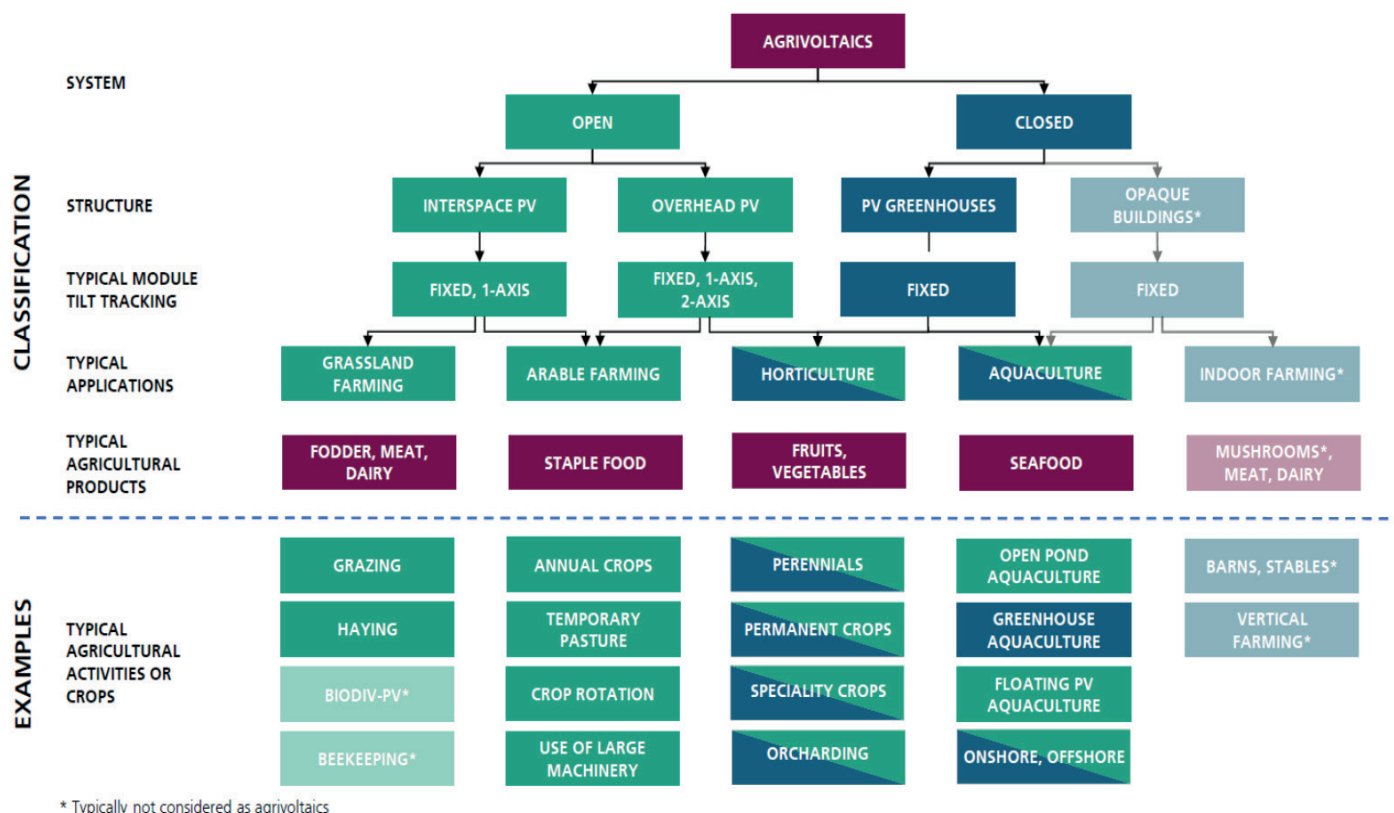 AGRIVOLTAICS
SYSTEM
OPEN
CLOSED
CLASSIFICATION
STRUCTURE
INTERSPACE PV
OVERHEAD PV
PV GREENHOUSES
OPAQUE
BUILDINGS*
TYPICAL MODULE
TILT TRACKING
FIXED, 1-AXIS
FIXED, 1-AXIS,
2-AXIS
FIXED
FIXED
TYPICAL
APPLICATIONS
GRASSLAND
FARMING
ARABLE FARMING
HORTICULTURE
AQUACULTURE
INDOOR FARMING*
TYPICAL
AGRICULTURAL
PRODUCTS
FODDER, MEAT,
DAIRY
STAPLE FOOD
FRUITS,
VEGETABLES
SEAFOOD
MUSHROOMS*,
MEAT, DAIRY
EXAMPLES
TYPICAL
AGRICULTURAL
ACTIVITIES OR
CROPS
GRAZING
ANNUAL CROPS
PERENNIALS
OPEN POND
AQUACULTURE
BARNS, STABLES*
HAYING
TEMPORARY
PASTURE
PERMANENT CROPS
GREENHOUSE
AQUACULTURE
VERTICAL
FARMING*
BIODIV-PV*
CROP ROTATION
SPECIALITY CROPS
FLOATING PV
AQUACULTURE
BEEKEEPING*
USE OF LARGE
MACHINERY
ORCHARDING
ONSHORE, OFFSHORE
* Typically not considered as agrivoltaics